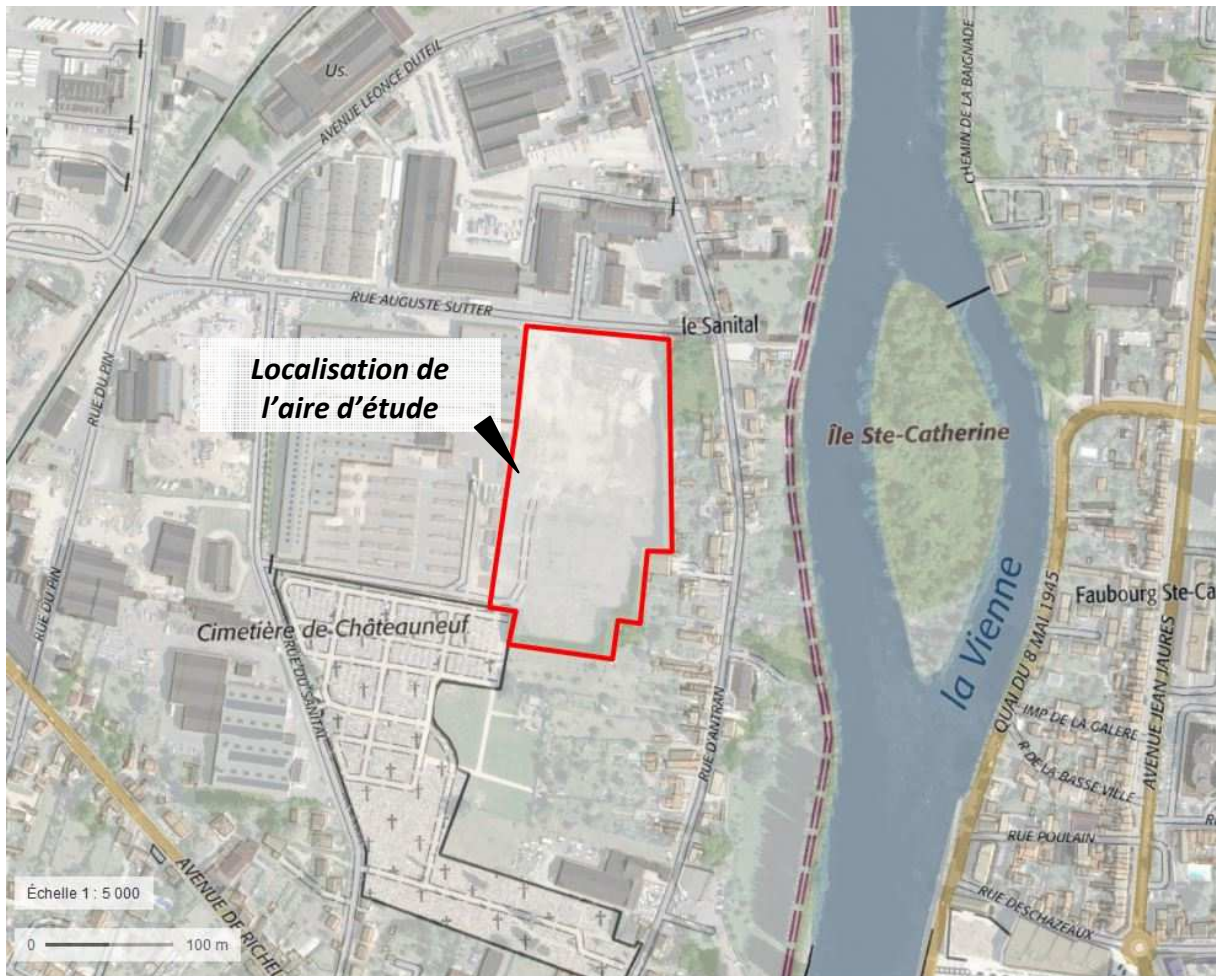 Us.
AVENUE LÉONCE DUTEIL
CHEMIN DE LA BAIGNADE
RUE AUGUSTE SUTTER
le Sanital
RUE DU PIN
Localisation de
l'aire d'étude
Île Ste-Catherine
la Vienne
Faubourg Ste-Ca
QUAI DU 8 MAI 1945
AVENUE JEAN JAURES
RUE DU PIN
Cimetière de Châteauneuf
RUE DU SANITAL
RUE D'ANTRAN
IMP DE LA GALERE
R DE LA BASSE VILLE
RUE POULAIN
RUE DESCHAZEAUX
AVENUE DE RICHEL
Échelle 1 : 5 000
0 100 m